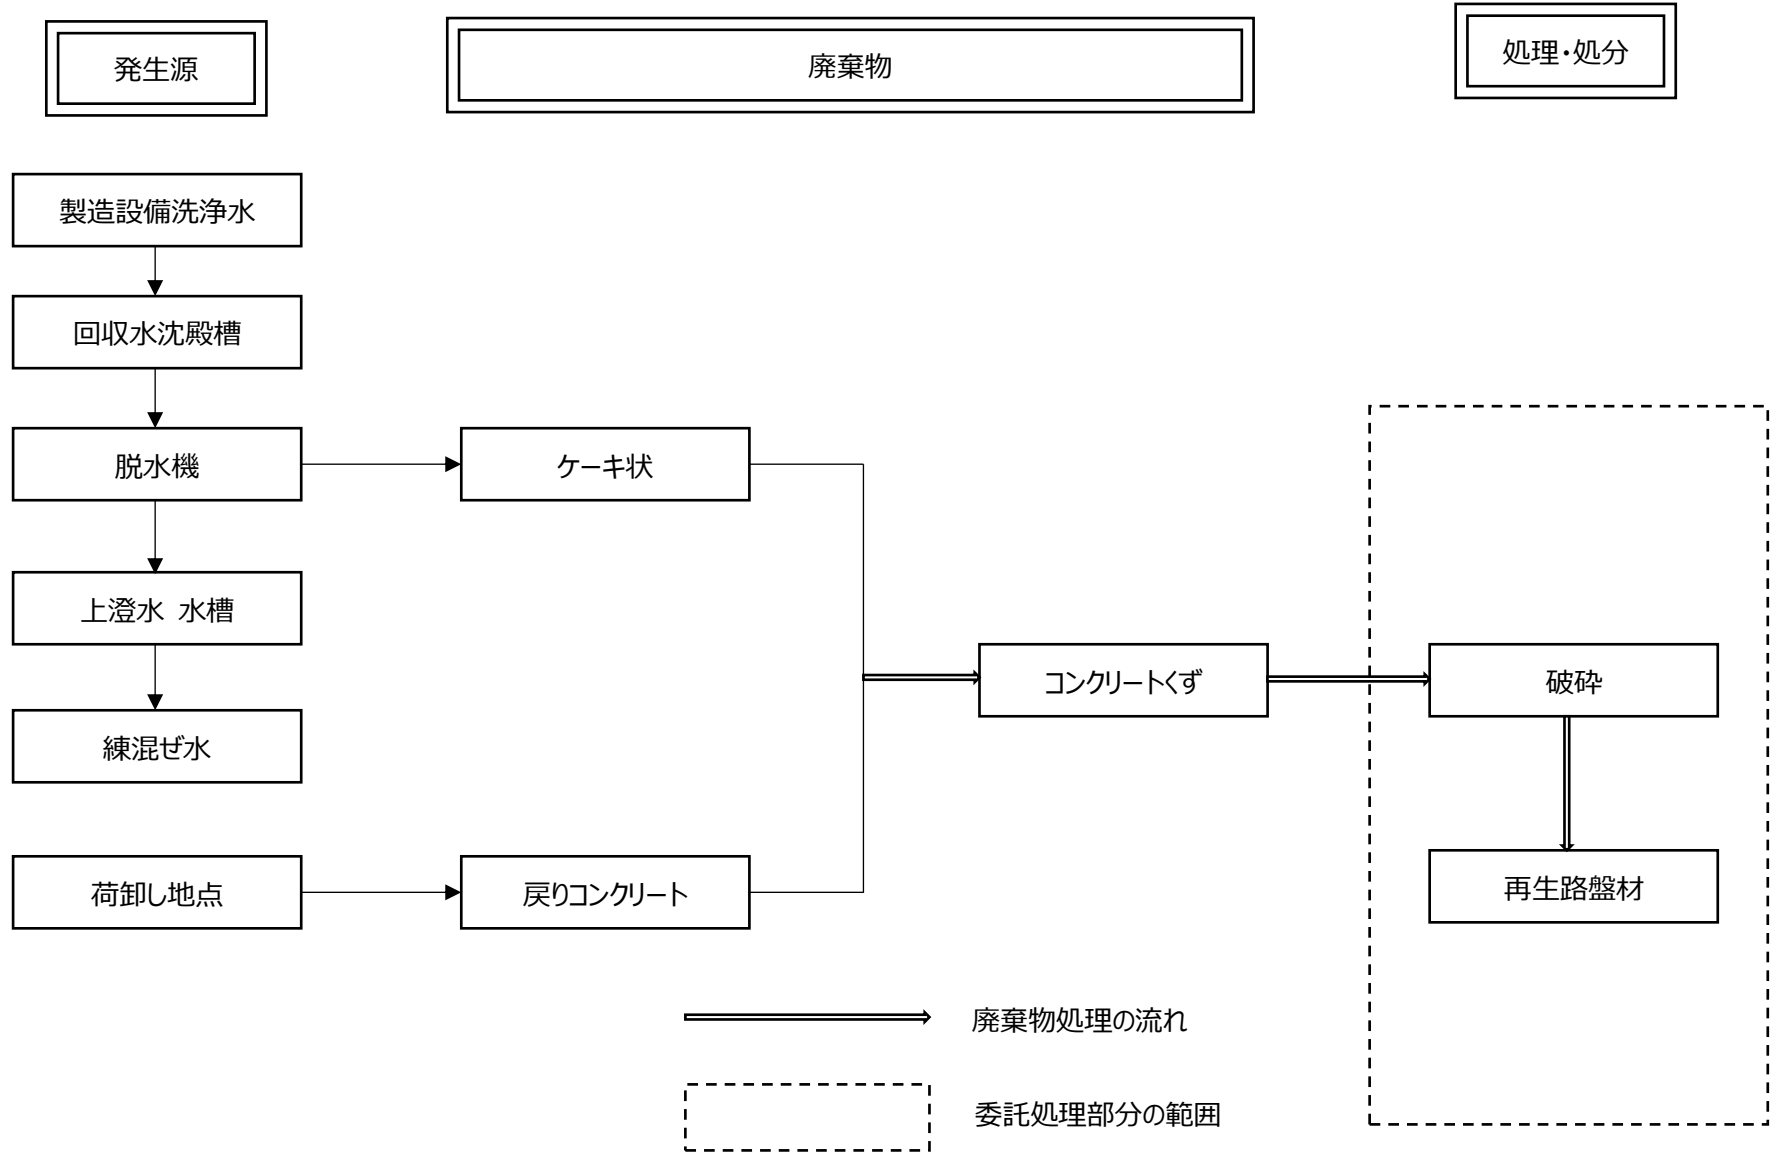 発生源
廃棄物
処理・処分
製造設備洗浄水
回収水沈殿槽
脱水機
ケーキ状
上澄水 水槽
コンクリートくず
破砕
練混ぜ水
荷卸し地点
戻りコンクリート
再生路盤材
廃棄物処理の流れ
委託処理部分の範囲